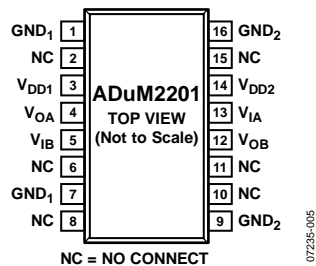 GND1 1 16 GND2
NC 2 15 NC
VDD1 3 ADuM2201 14 VDD2
VOA 4 TOP VIEW 13 VIA
VIB 5 (Not to Scale) 12 VOB
NC 6 11 NC
GND1 7 10 NC
NC 8 9 GND2
NC = NO CONNECT
07235-005